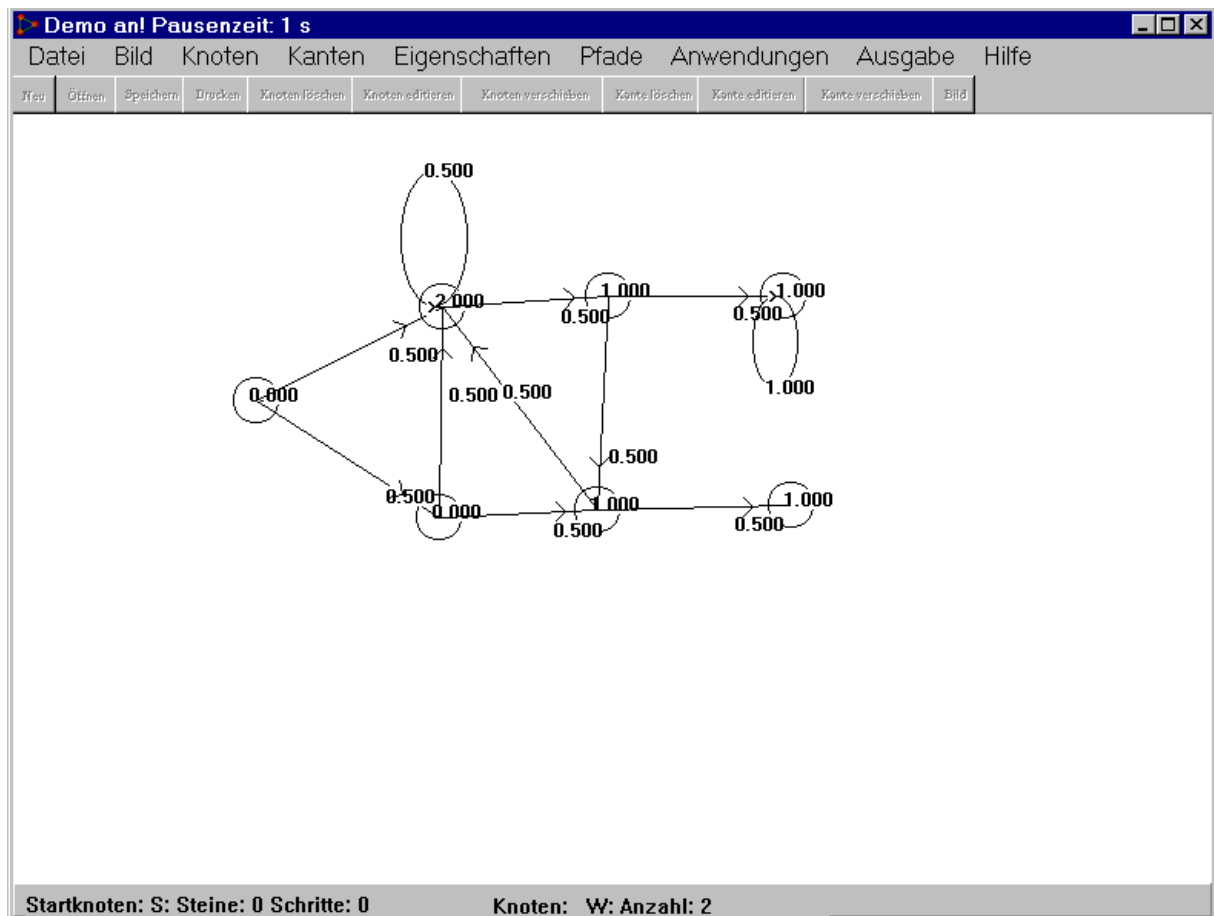 Demo an! Pausenzeit: 1 s
Datei Bild Knoten Kanten Eigenschaften Pfade Anwendungen Ausgabe Hilfe
Neu Öffnen Speichern Drucken Knoten löschen Knoten editieren Knoten verschieben Kante löschen Kante editieren Kante verschieben Bild
0.500
2.000 1.000 1.000
0.500 0.500
0.500
0.000 0.500 0.500 1.000
0.500
0.500 0.000 1.000 1.000
0.500 0.500
Startknoten: S: Steine: 0 Schritte: 0 Knoten: W: Anzahl: 2